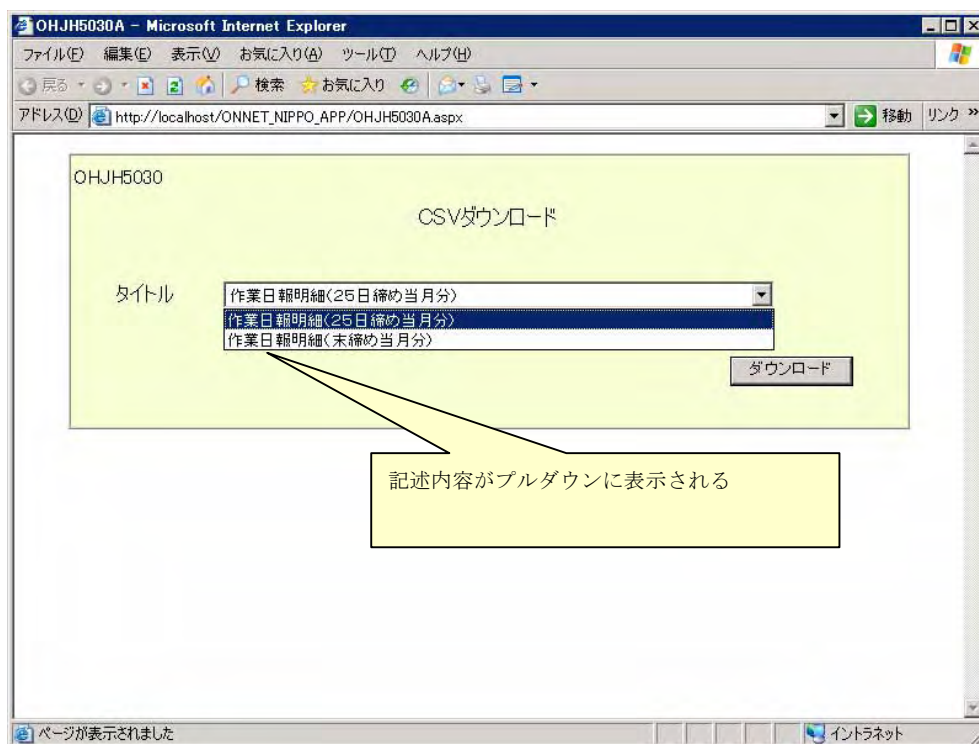 OHJH5030A - Microsoft Internet Explorer
ファイル(F) 編集(E) 表示(V) お気に入り(A) ツール(T) ヘルプ(H)
戻る 検索 お気に入り
アドレス(D) http://localhost/ONNET_NIPPO_APP/OHJH5030A.aspx 移動 リンク »
OHJH5030
CSVダウンロード
タイトル 作業日報明細(25日締め当月分)
作業日報明細(25日締め当月分)
作業日報明細(末締め当月分)
ダウンロード
記述内容がプルダウンに表示される
ページが表示されました イントラネット